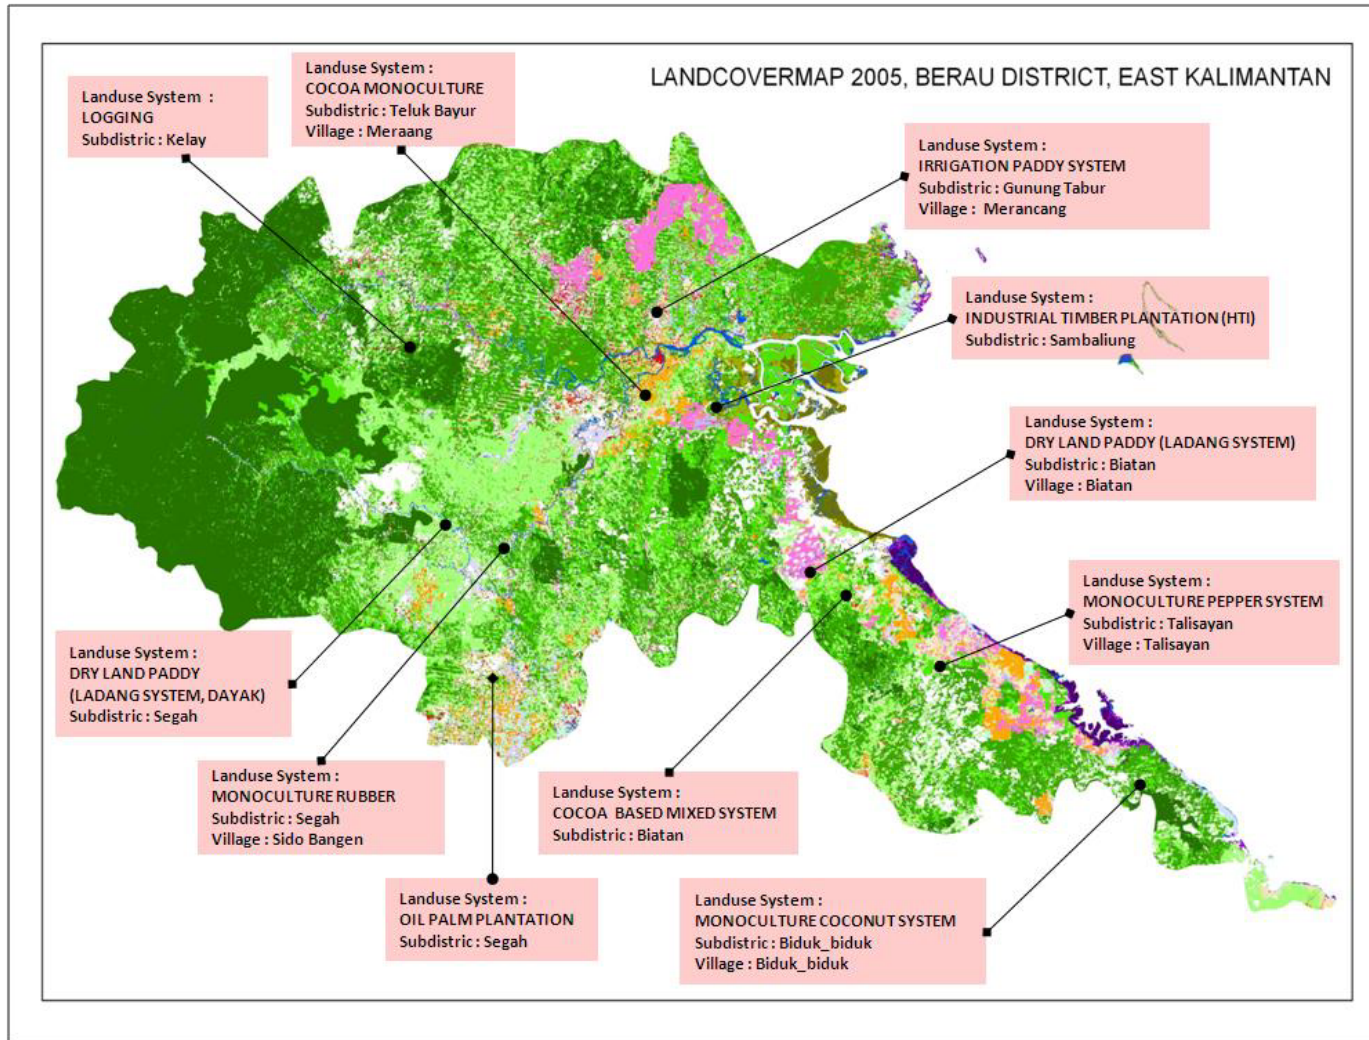 LANDCOVERMAP 2005, BERAU DISTRICT, EAST KALIMANTAN
Landuse System :
LOGGING
Subdistric : Kelay
Landuse System :
COCOA MONOCULTURE
Subdistric : Teluk Bayur
Village : Meraang
Landuse System :
IRRIGATION PADDY SYSTEM
Subdistric : Gunung Tabur
Village : Merancang
Landuse System :
INDUSTRIAL TIMBER PLANTATION (HTI)
Subdistric : Sambaliung
Landuse System :
DRY LAND PADDY (LADANG SYSTEM)
Subdistric : Biatan
Village : Biatan
Landuse System :
MONOCULTURE PEPPER SYSTEM
Subdistric : Talisayan
Village : Talisayan
Landuse System :
DRY LAND PADDY
(LADANG SYSTEM, DAYAK)
Subdistric : Segah
Landuse System :
MONOCULTURE RUBBER
Subdistric : Segah
Village : Sido Bangen
Landuse System :
COCOA BASED MIXED SYSTEM
Subdistric : Biatan
Landuse System :
OIL PALM PLANTATION
Subdistric : Segah
Landuse System :
MONOCULTURE COCONUT SYSTEM
Subdistric : Biduk_biduk
Village : Biduk_biduk